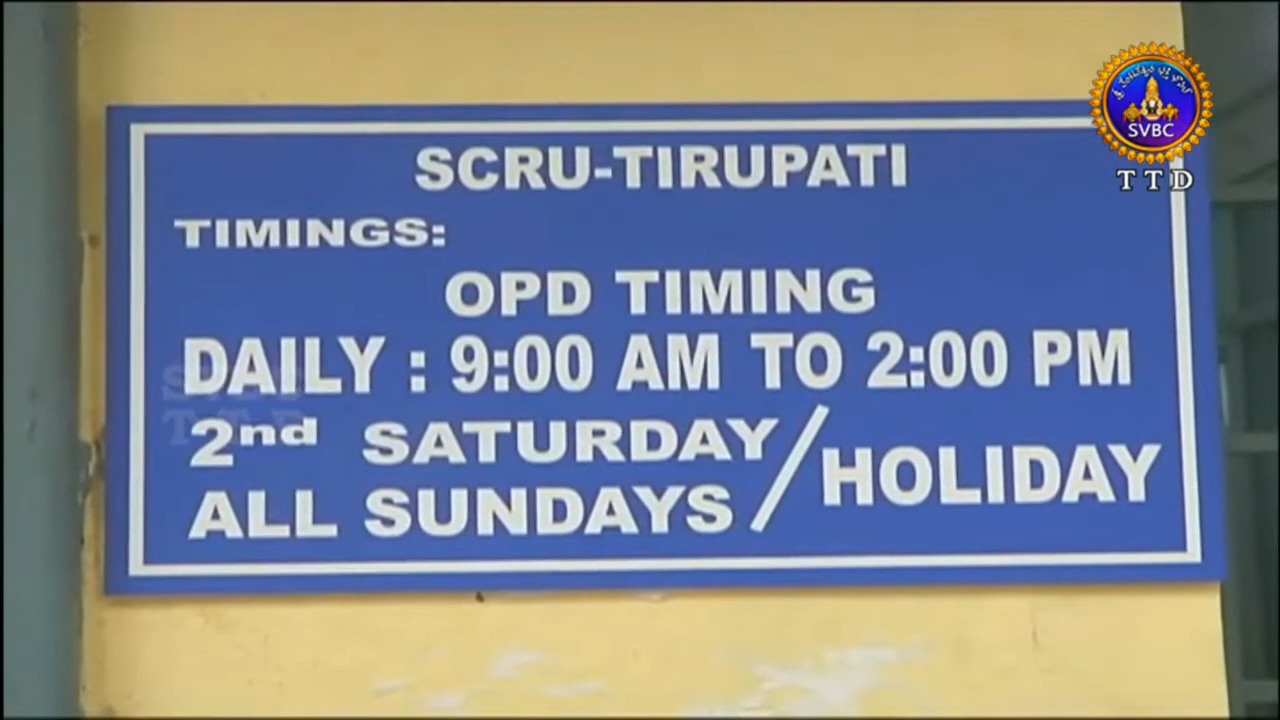 SCRU-TIRUPATI
TIMINGS:
OPD TIMING
DAILY : 9:00 AM TO 2:00 PM
2nd SATURDAY / HOLIDAY
ALL SUNDAYS
SVBC
TTD